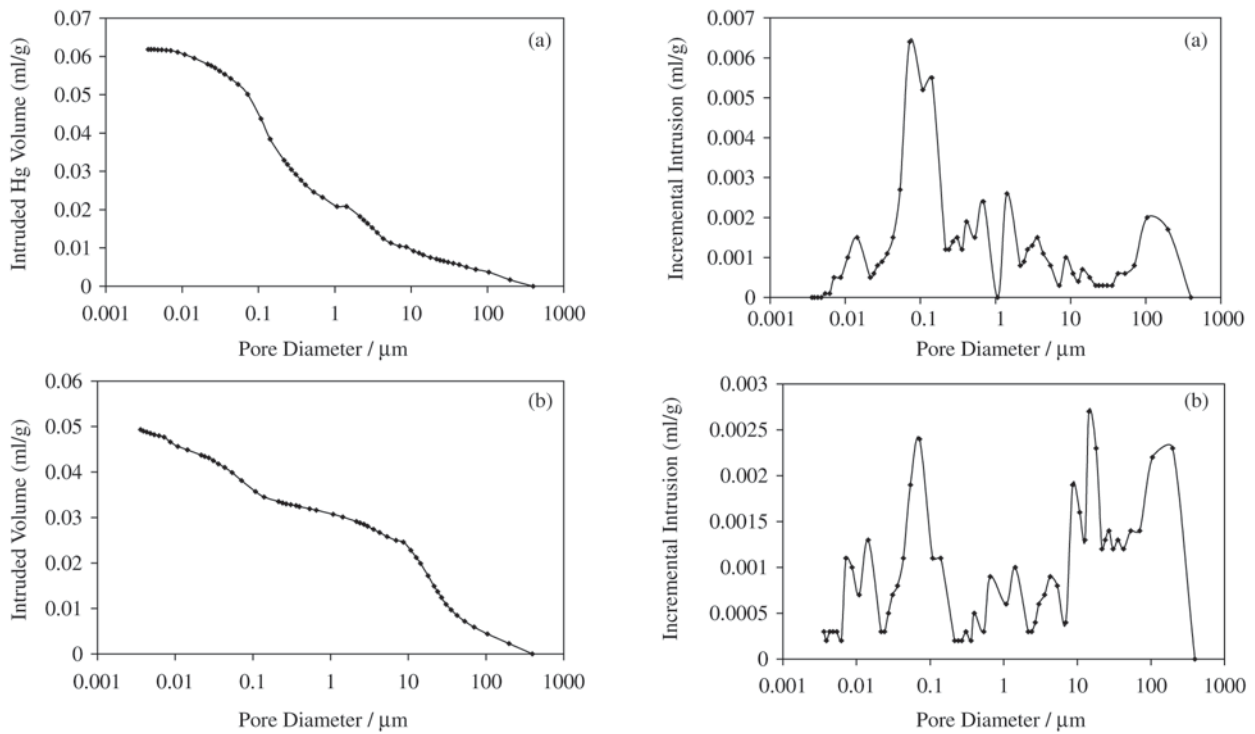 (a)
Intruded Hg Volume (ml/g)
0.07
0.06
0.05
0.04
0.03
0.02
0.01
0
0.001 0.01 0.1 1 10 100 1000
Pore Diameter / μm
(a)
Incremental Intrusion (ml/g)
0.007
0.006
0.005
0.004
0.003
0.002
0.001
0
0.001 0.01 0.1 1 10 100 1000
Pore Diameter / μm
(b)
Intruded Volume (ml/g)
0.06
0.05
0.04
0.03
0.02
0.01
0
0.001 0.01 0.1 1 10 100 1000
Pore Diameter / μm
(b)
Incremental Intrusion (ml/g)
0.003
0.0025
0.002
0.0015
0.001
0.0005
0
0.001 0.01 0.1 1 10 100 1000
Pore Diameter / μm